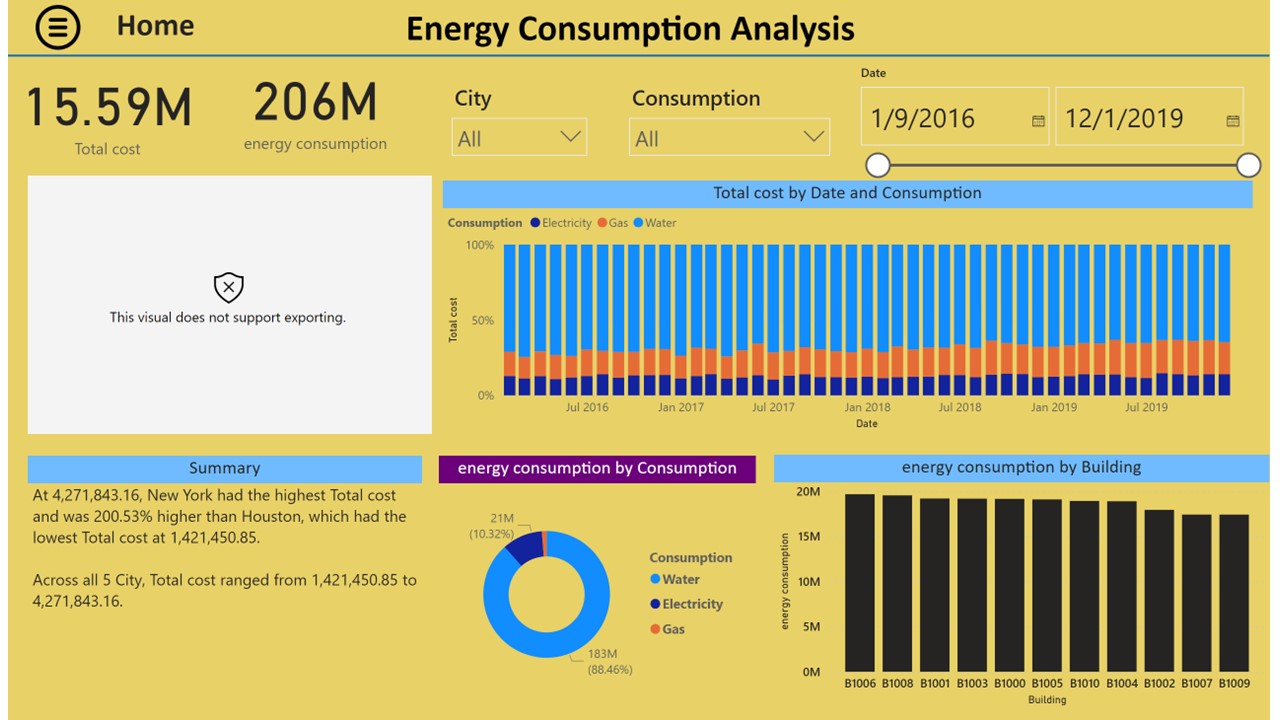 Home
Energy Consumption Analysis
15.59M
Total cost
206M
energy consumption
City
All
Consumption
All
Date
1/9/2016
12/1/2019
This visual does not support exporting.
Total cost by Date and Consumption
Consumption Electricity Gas Water
100%
50%
0%
Total cost
Jul 2016 Jan 2017 Jul 2017 Jan 2018 Jul 2018 Jan 2019 Jul 2019
Date
Summary
At 4,271,843.16, New York had the highest Total cost
and was 200.53% higher than Houston, which had the
lowest Total cost at 1,421,450.85.
Across all 5 City, Total cost ranged from 1,421,450.85 to
4,271,843.16.
energy consumption by Consumption
21M
(10.32%)
183M
(88.46%)
Consumption
Water
Electricity
Gas
energy consumption by Building
20M
15M
10M
5M
0M
energy consumption
B1006 B1008 B1001 B1003 B1000 B1005 B1010 B1004 B1002 B1007 B1009
Building